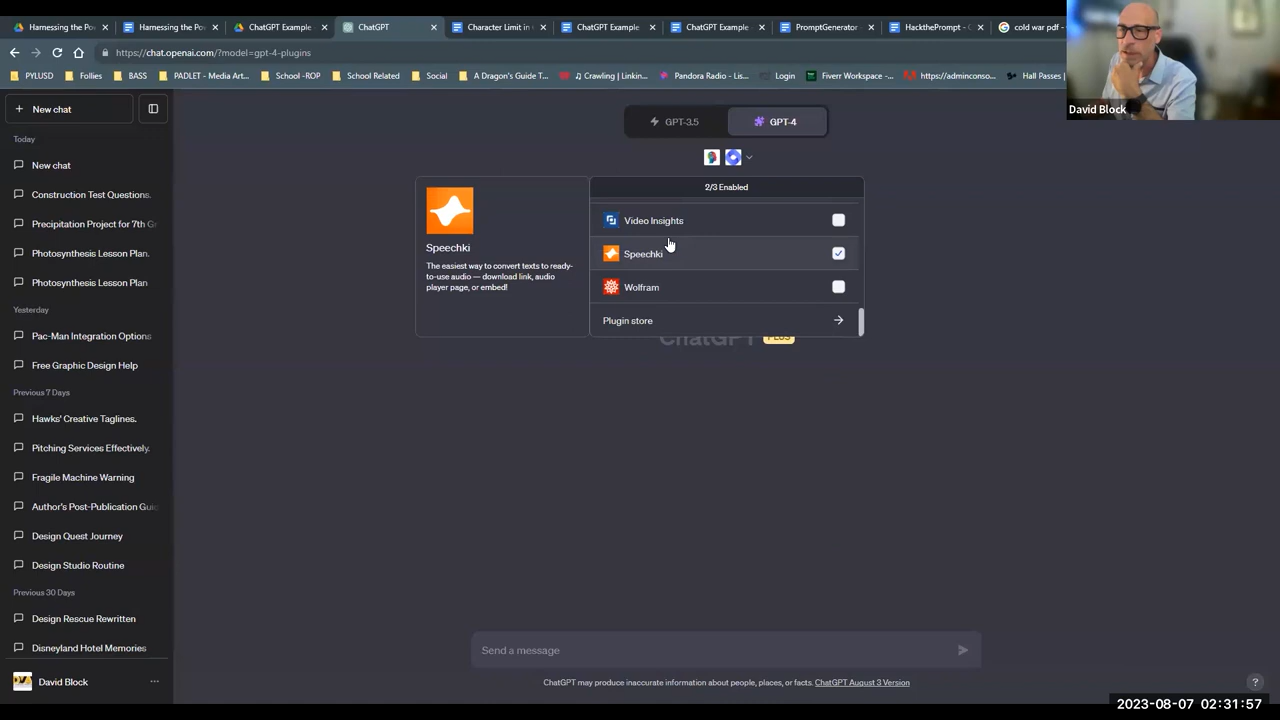 Harnessing the Po
Harnessing the Po
ChatGPT Example
ChatGPT
Character Limit in
ChatGPT Example
ChatGPT Example
PromptGenerator
HackthePrompt - G
cold war pdf -
https://chat.openai.com/?model=gpt-4-plugins
PYLUSD
Follies
BASS
PADLET - Media Art...
School -ROP
School Related
Social
A Dragon's Guide T...
Crawling | Linkin...
Pandora Radio - Lis...
Login
Fiverr Workspace -...
https://adminconso...
Hall Passes |
David Block
New chat
Today
New chat
Construction Test Questions.
Precipitation Project for 7th Gr
Photosynthesis Lesson Plan.
Photosynthesis Lesson Plan
Yesterday
Pac-Man Integration Options
Free Graphic Design Help
Previous 7 Days
Hawks' Creative Taglines.
Pitching Services Effectively.
Fragile Machine Warning
Author's Post-Publication Guid
Design Quest Journey
Design Studio Routine
Previous 30 Days
Design Rescue Rewritten
Disneyland Hotel Memories
David Block
GPT-3.5
GPT-4
Speechki
The easiest way to convert texts to ready-
to-use audio — download link, audio
player page, or embed!
2/3 Enabled
Video Insights
Speechki
Wolfram
Plugin store
ChatGPT PLUS
Send a message
ChatGPT may produce inaccurate information about people, places, or facts. ChatGPT August 3 Version
?
2023-08-07 02:31:57